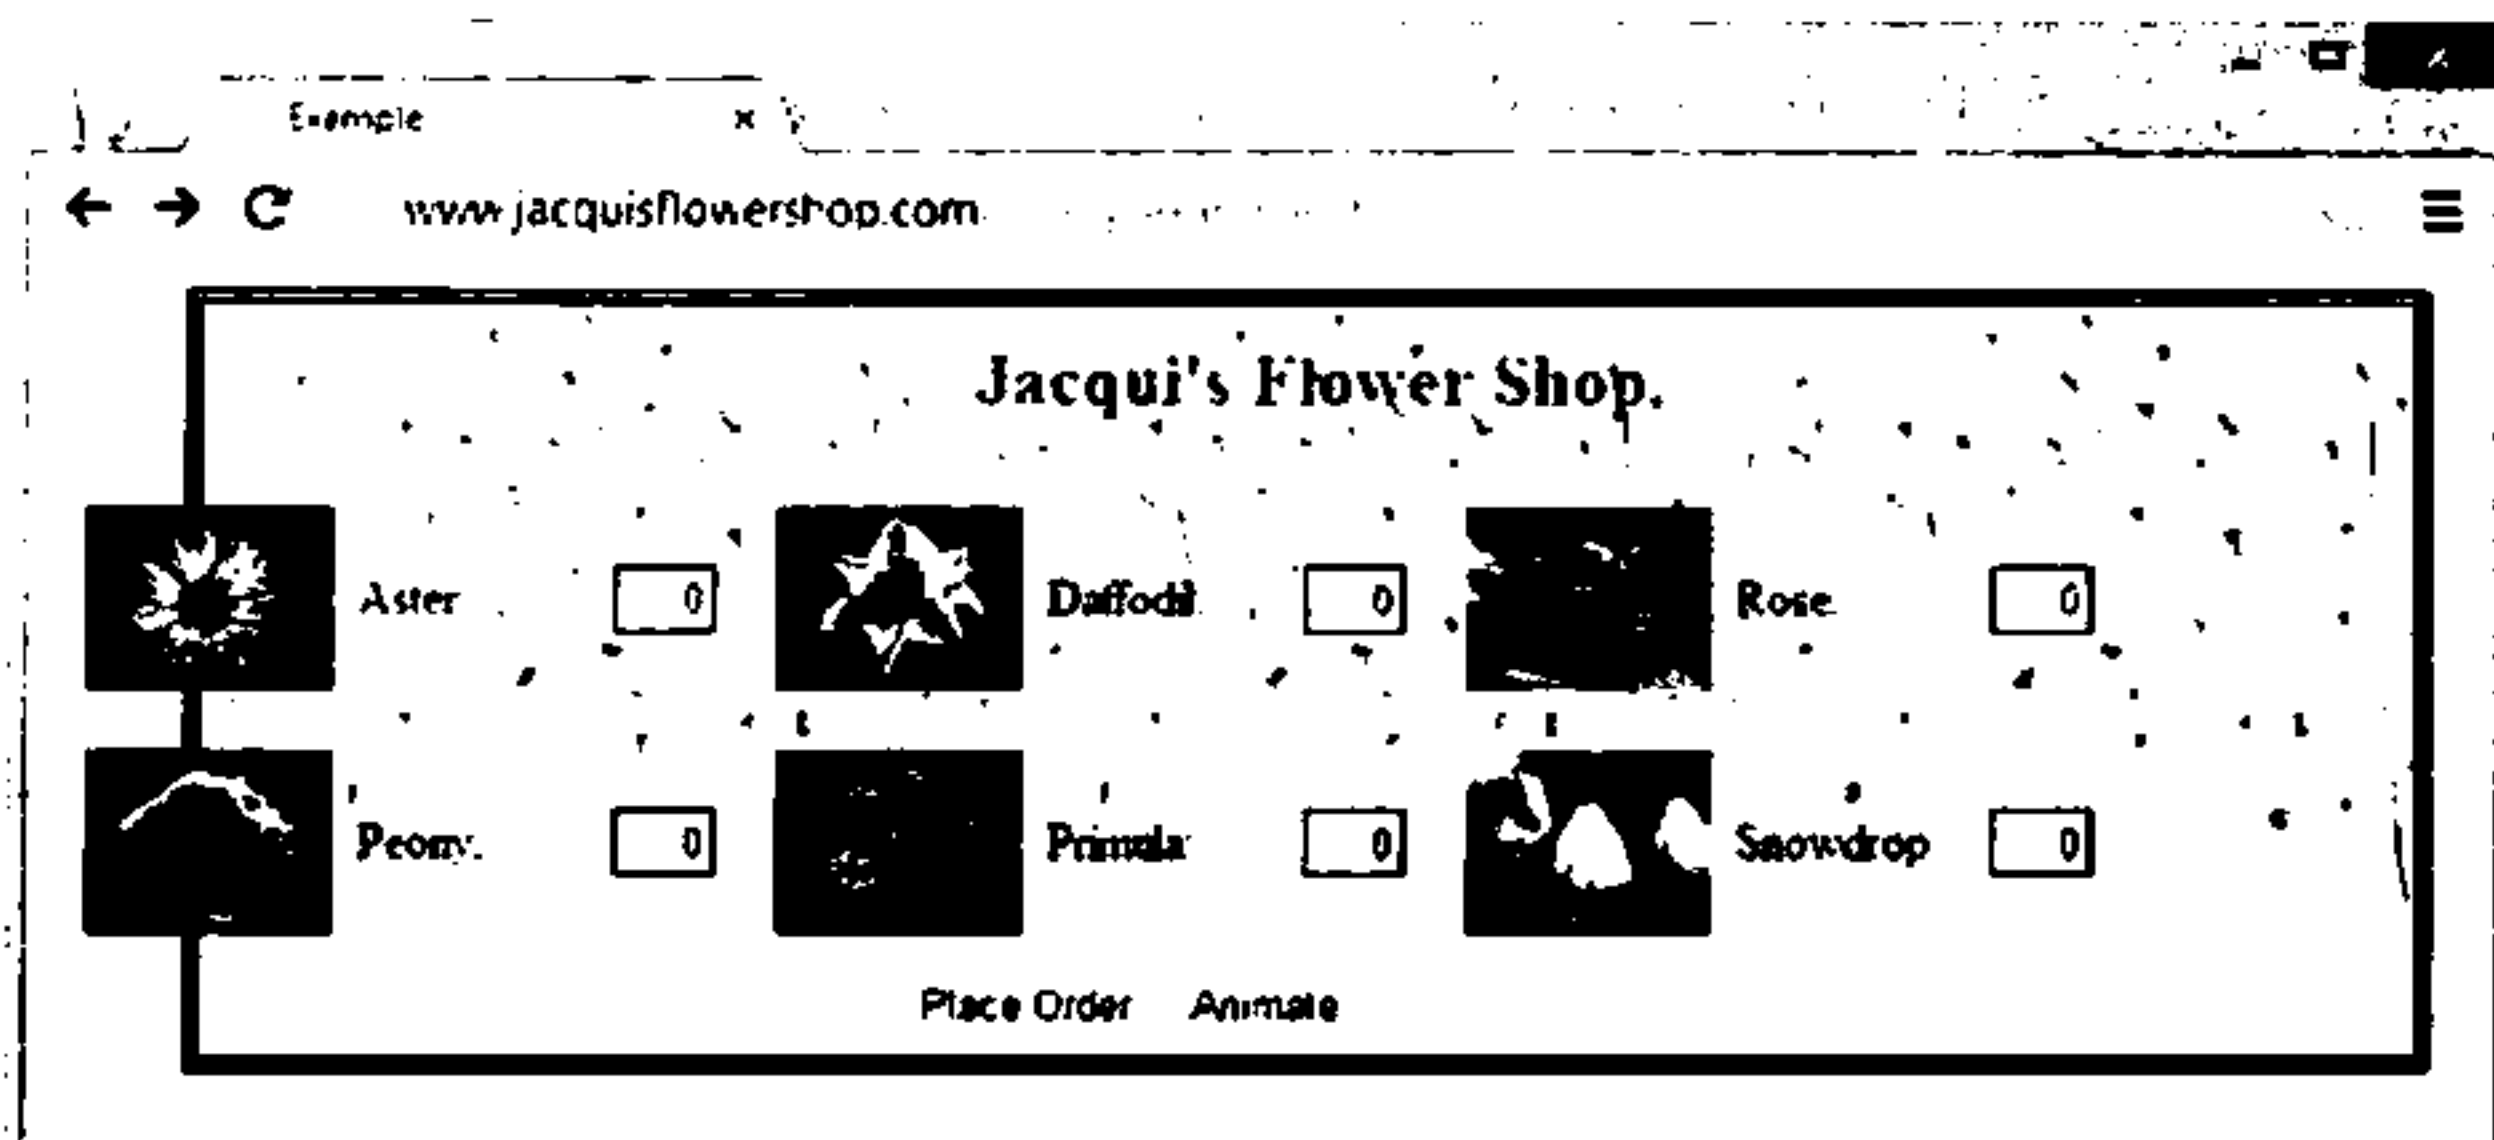 Example
www.jacquisflowershop.com
Jacqui's Flower Shop
Aster 0 Daffodil 0 Rose 0
Peony 0 Primula 0 Snowdrop 0
Place Order Animate